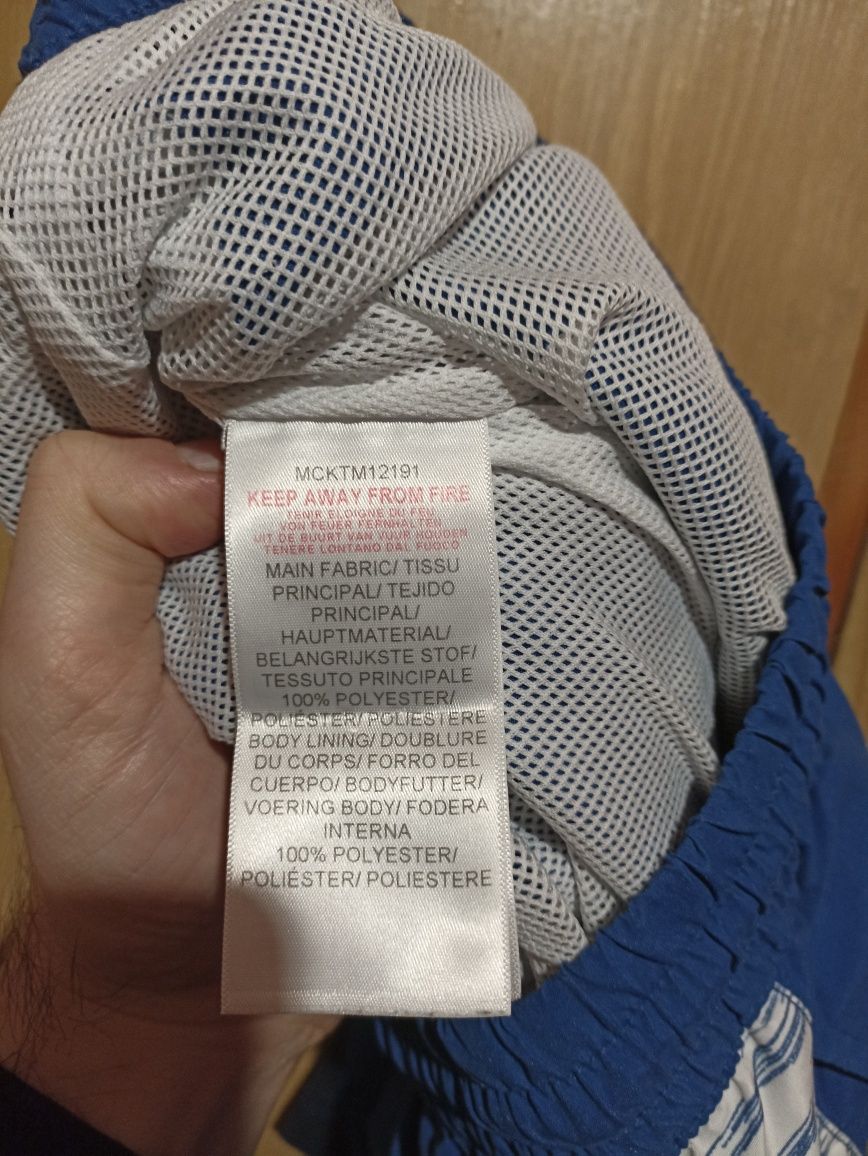 MCKTM12191
KEEP AWAY FROM FIRE
TENIR ELOIGNE DU FEU
VON FEUER FERNHALTEN
UIT DE BUURT VAN VUUR HOUDEN
TENERE LONTANO DAL FUOCO
MAIN FABRIC/ TISSU
PRINCIPAL/ TEJIDO
PRINCIPAL/
HAUPTMATERIAL/
BELANGRIJKSTE STOF/
TESSUTO PRINCIPALE
100% POLYESTER/
POLIÉSTER/ POLIESTERE
BODY LINING/ DOUBLURE
DU CORPS/ FORRO DEL
CUERPO/ BODYFUTTER/
VOERING BODY/ FODERA
INTERNA
100% POLYESTER/
POLIÉSTER/ POLIESTERE